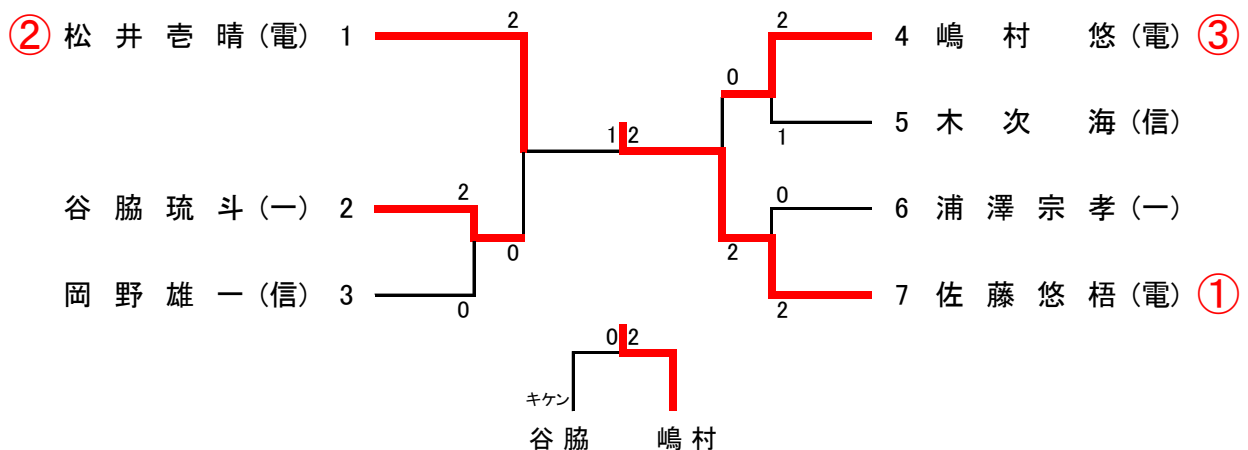 ② 松井壱晴(電) 1
2
2
4 嶋村悠(電) ③
0
5 木次海(信)
1
1 2
谷脇琉斗(一) 2
2
0
0
6 浦澤宗孝(一)
2
岡野雄一(信) 3
0
7 佐藤悠梧(電) ①
2
0 2
キケン
谷脇 嶋村